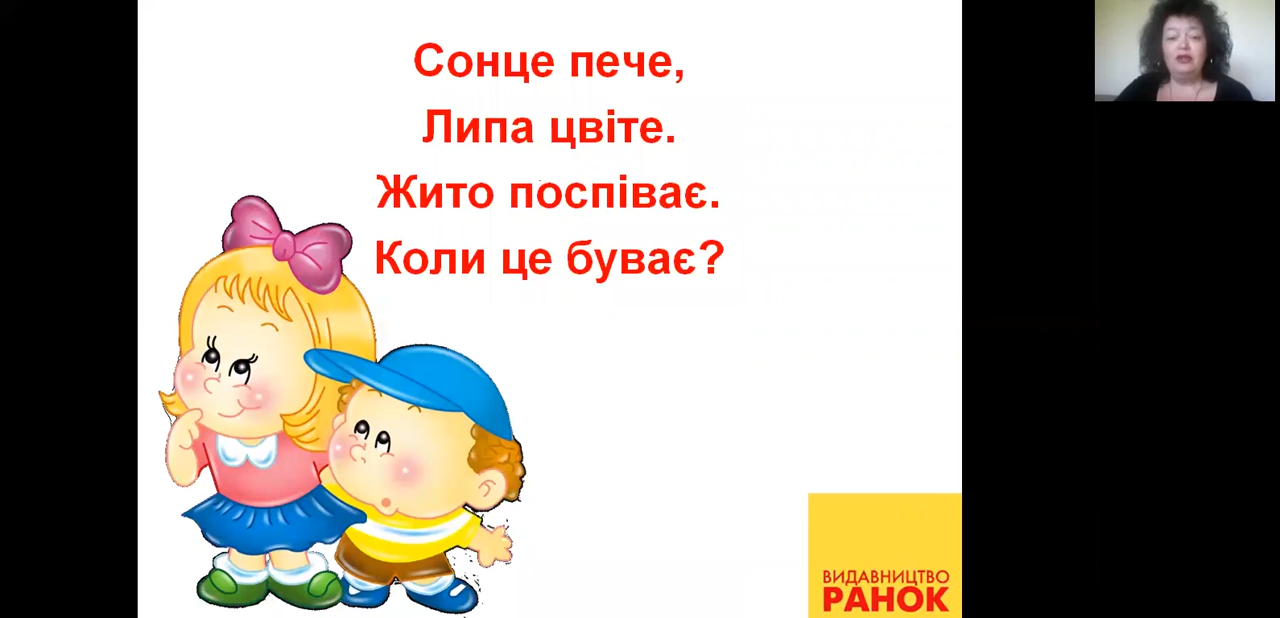 Сонце пече,
Липа цвіте.
Жито поспіває.
Коли це буває?
ВИДАВНИЦТВО
РАНОК